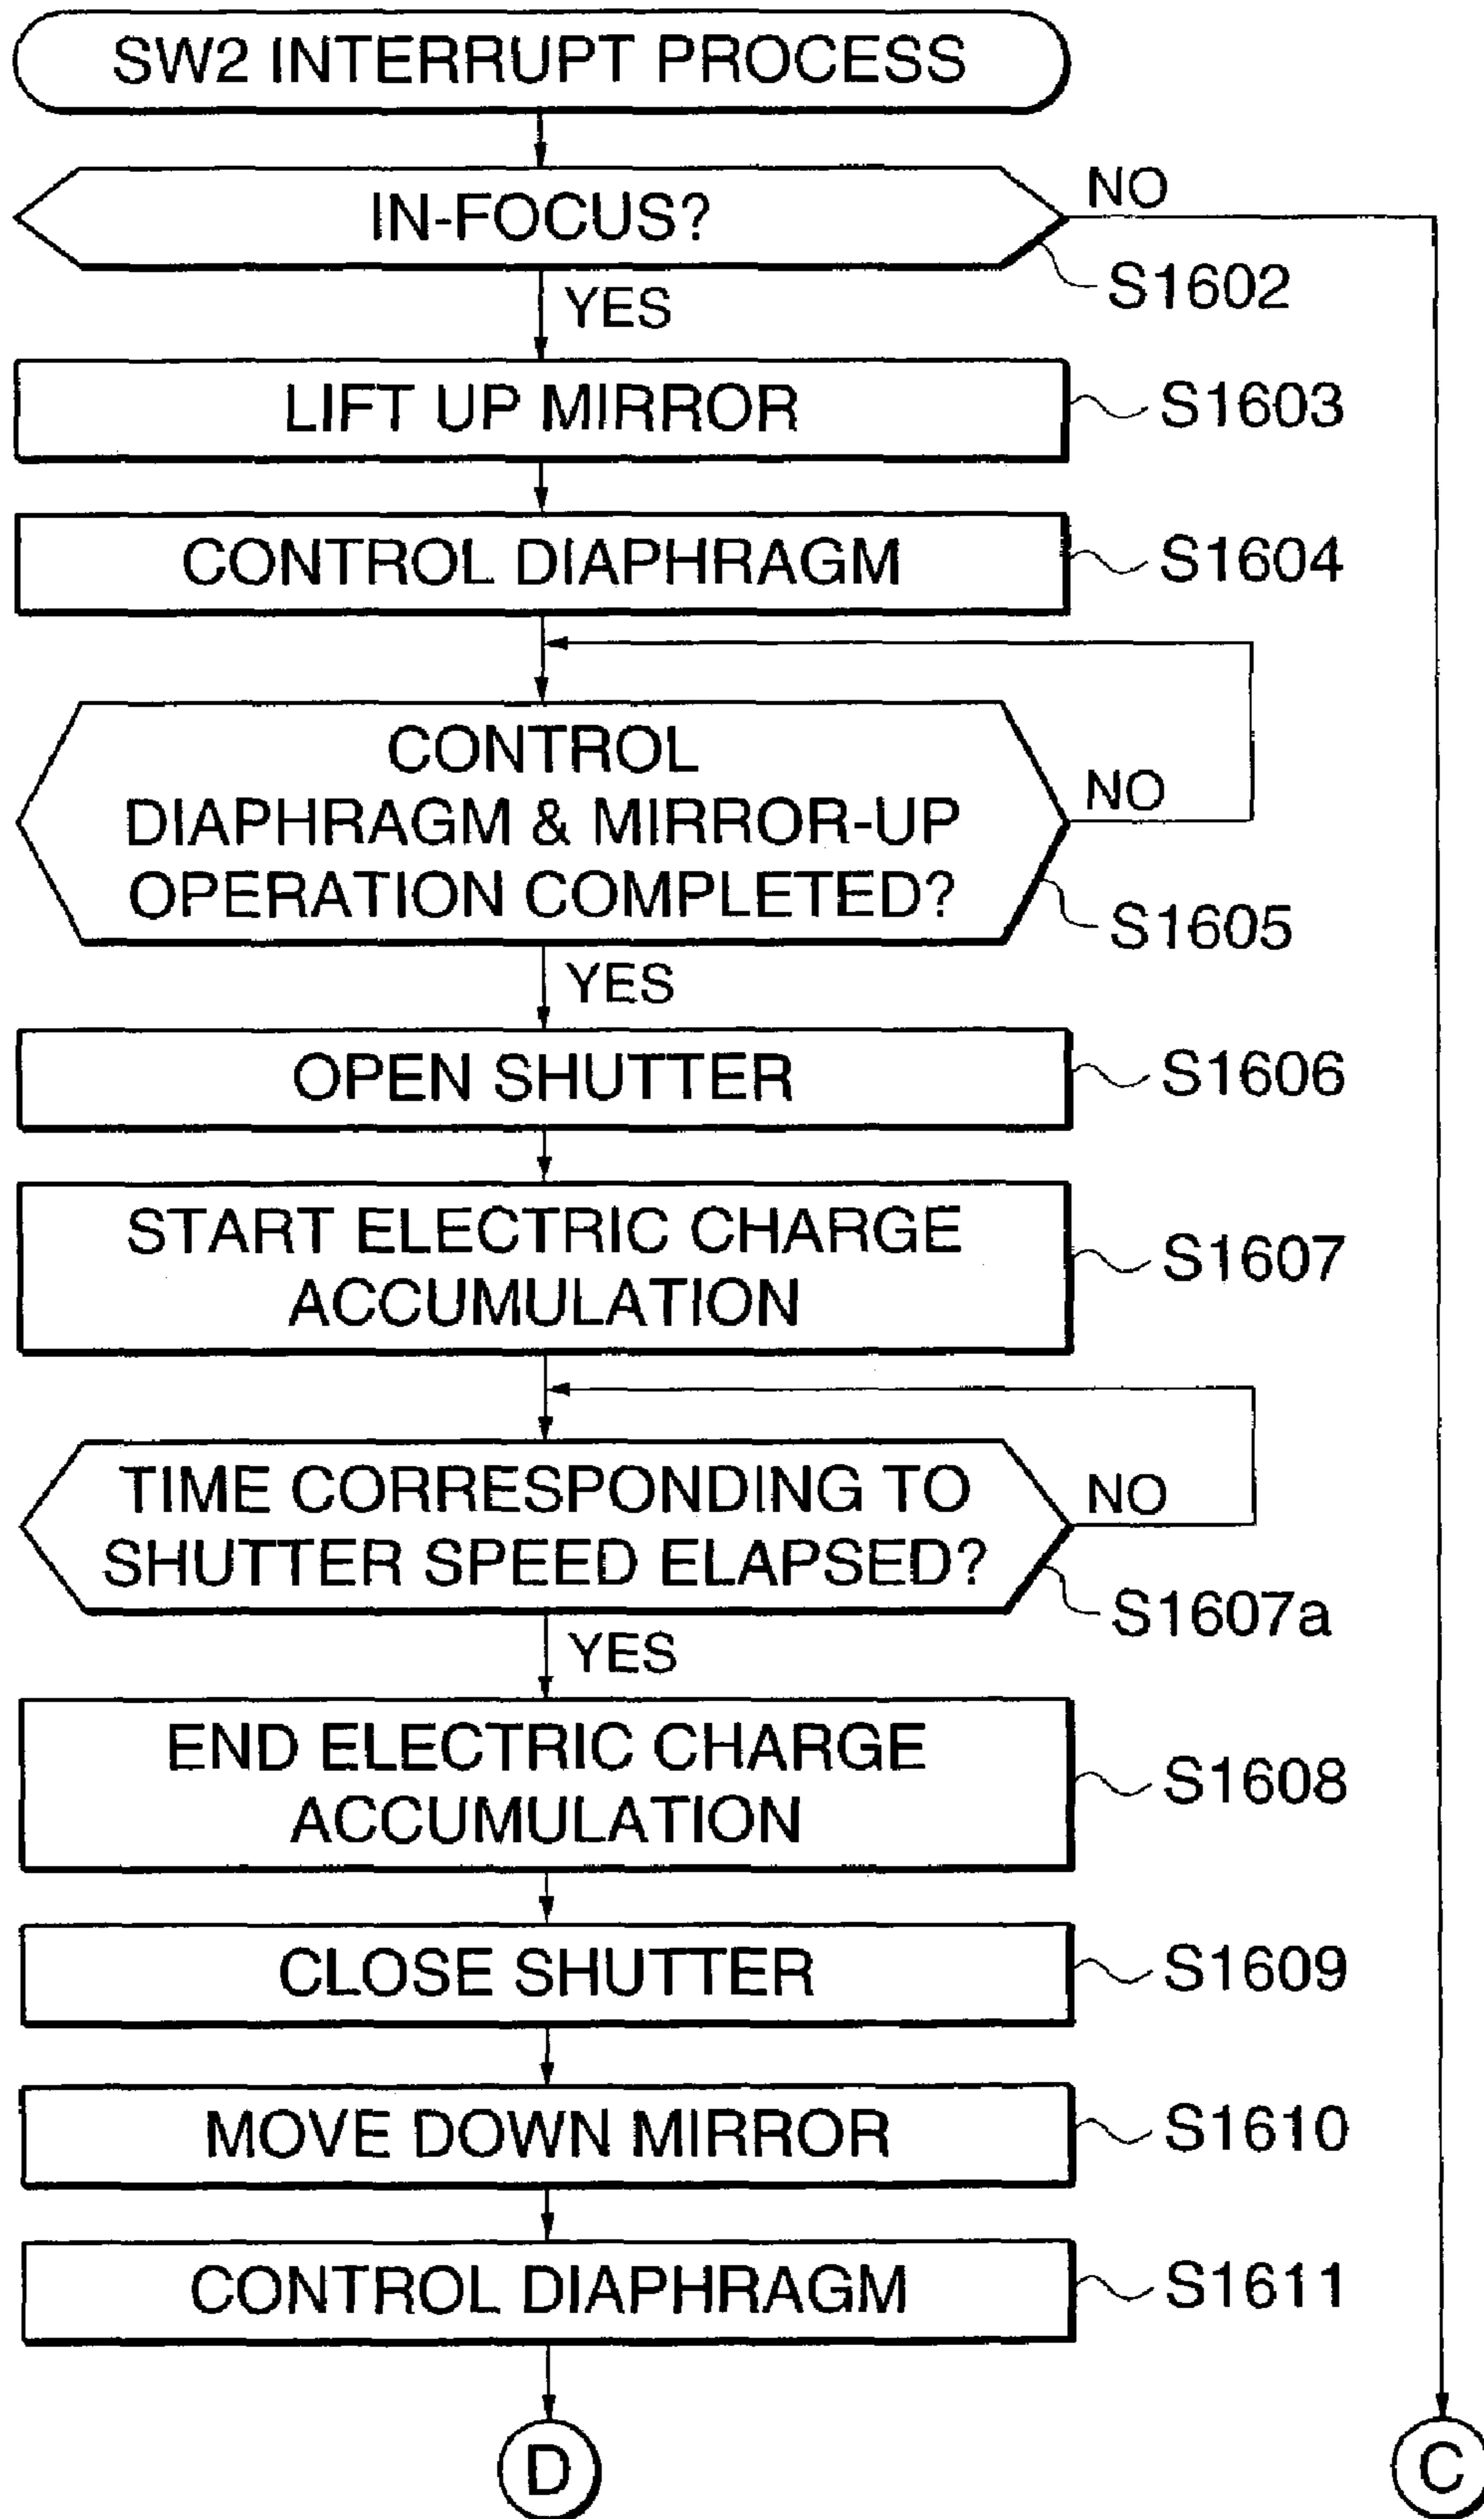 SW2 INTERRUPT PROCESS
IN-FOCUS?
NO
S1602
YES
LIFT UP MIRROR
S1603
CONTROL DIAPHRAGM
S1604
CONTROL
DIAPHRAGM & MIRROR-UP
OPERATION COMPLETED?
NO
S1605
YES
OPEN SHUTTER
S1606
START ELECTRIC CHARGE
ACCUMULATION
S1607
TIME CORRESPONDING TO
SHUTTER SPEED ELAPSED?
NO
S1607a
YES
END ELECTRIC CHARGE
ACCUMULATION
S1608
CLOSE SHUTTER
S1609
MOVE DOWN MIRROR
S1610
CONTROL DIAPHRAGM
S1611
D
C